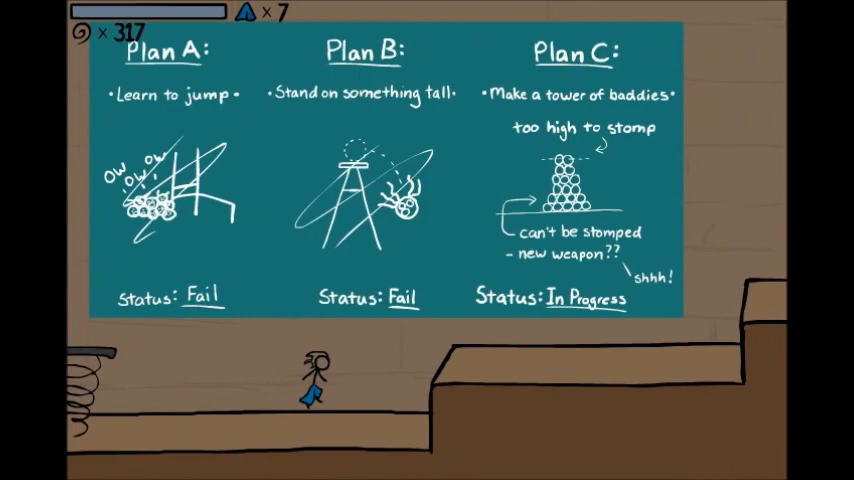 × 7
× 317
Plan A:
• Learn to jump •
OW
OW
OW
Status: Fail
Plan B:
• Stand on something tall.
Status: Fail
Plan C:
• Make a tower of baddies•
too high to stomp
can't be stomped
- new weapon??
shhh!
Status: In Progress